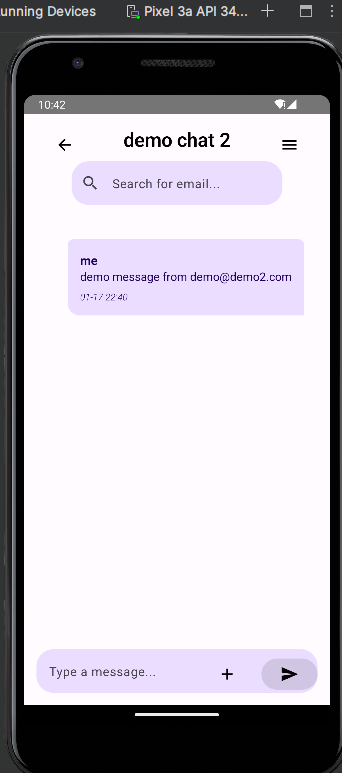 unning Devices
Pixel 3a API 34...
10:42
demo chat 2
Search for email...
me
demo message from demo@demo2.com
01-17 22:40
Type a message...